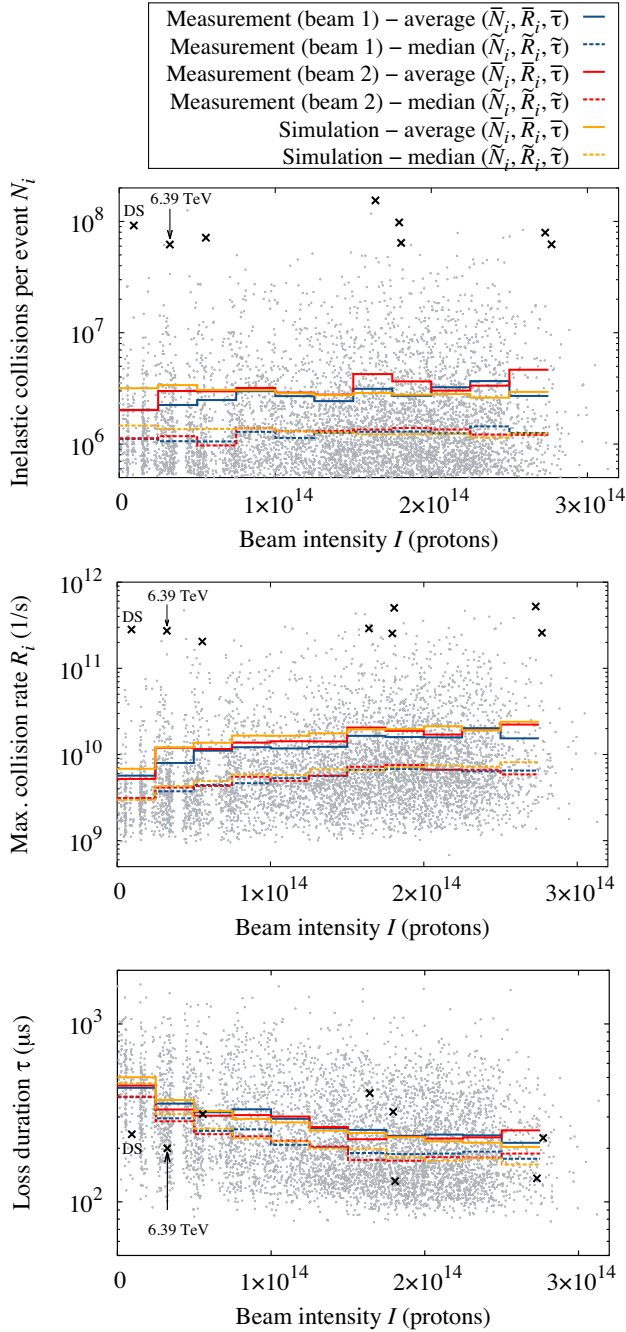 Measurement (beam 1) – average (N̄ᵢ, R̄ᵢ, τ̄)
Measurement (beam 1) – median (Ñᵢ, R̃ᵢ, τ̃)
Measurement (beam 2) – average (N̄ᵢ, R̄ᵢ, τ̄)
Measurement (beam 2) – median (Ñᵢ, R̃ᵢ, τ̃)
Simulation – average (N̄ᵢ, R̄ᵢ, τ̄)
Simulation – median (Ñᵢ, R̃ᵢ, τ̃)
Inelastic collisions per event Nᵢ
10⁸
10⁷
10⁶
DS
6.39 TeV
0
1×10¹⁴
2×10¹⁴
3×10¹⁴
Beam intensity I (protons)
Max. collision rate Rᵢ (1/s)
10¹²
10¹¹
10¹⁰
10⁹
DS
6.39 TeV
0
1×10¹⁴
2×10¹⁴
3×10¹⁴
Beam intensity I (protons)
Loss duration τ (μs)
10³
10²
DS
6.39 TeV
0
1×10¹⁴
2×10¹⁴
3×10¹⁴
Beam intensity I (protons)